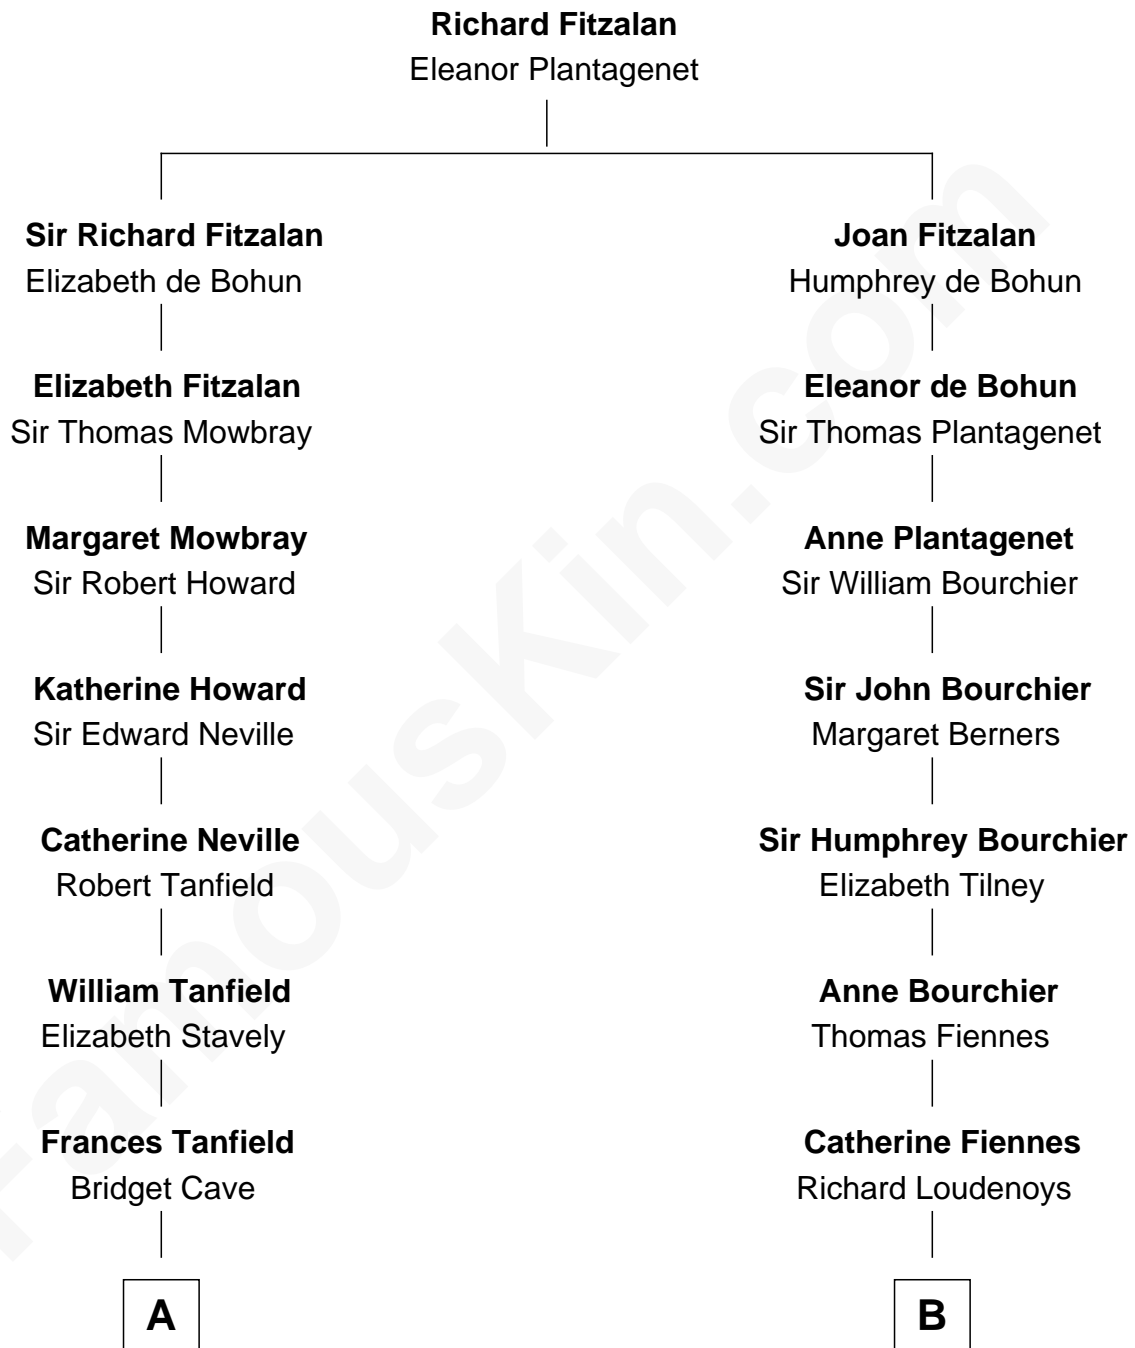 Richard Fitzalan
Eleanor Plantagenet
Sir Richard Fitzalan
Elizabeth de Bohun
Elizabeth Fitzalan
Sir Thomas Mowbray
Margaret Mowbray
Sir Robert Howard
Katherine Howard
Sir Edward Neville
Catherine Neville
Robert Tanfield
William Tanfield
Elizabeth Stavely
Frances Tanfield
Bridget Cave
A
Joan Fitzalan
Humphrey de Bohun
Eleanor de Bohun
Sir Thomas Plantagenet
Anne Plantagenet
Sir William Bourchier
Sir John Bourchier
Margaret Berners
Sir Humphrey Bourchier
Elizabeth Tilney
Anne Bourchier
Thomas Fiennes
Catherine Fiennes
Richard Loudenoys
B
FamousKin.com